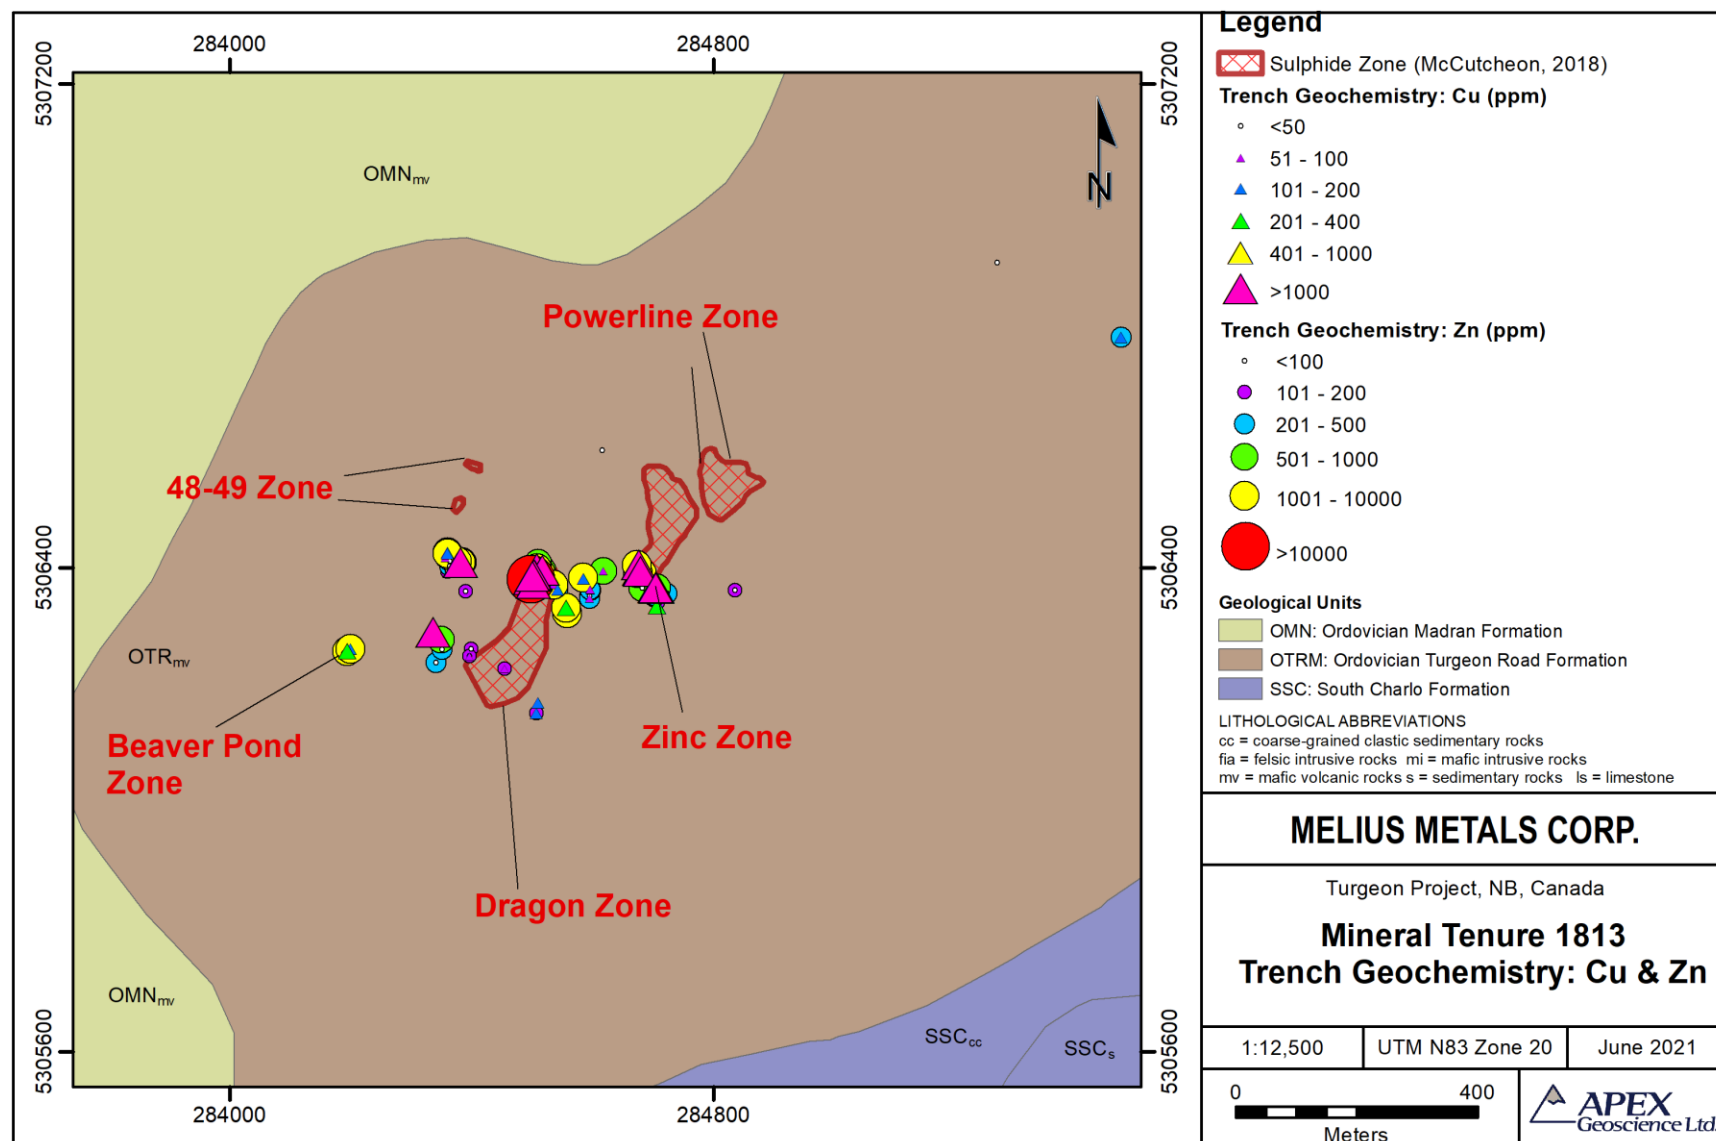 284000
284800
5307200
5307200
OMNmv
N
Powerline Zone
48-49 Zone
5306400
5306400
OTRmv
Beaver Pond
Zone
Zinc Zone
Dragon Zone
OMNmv
SSCcc
SSCs
5305600
5305600
284000
284800
Legend
Sulphide Zone (McCutcheon, 2018)
Trench Geochemistry: Cu (ppm)
<50
51 - 100
101 - 200
201 - 400
401 - 1000
>1000
Trench Geochemistry: Zn (ppm)
<100
101 - 200
201 - 500
501 - 1000
1001 - 10000
>10000
Geological Units
OMN: Ordovician Madran Formation
OTRM: Ordovician Turgeon Road Formation
SSC: South Charlo Formation
LITHOLOGICAL ABBREVIATIONS
cc = coarse-grained clastic sedimentary rocks
fia = felsic intrusive rocks mi = mafic intrusive rocks
mv = mafic volcanic rocks s = sedimentary rocks ls = limestone
MELIUS METALS CORP.
Turgeon Project, NB, Canada
Mineral Tenure 1813
Trench Geochemistry: Cu & Zn
1:12,500
UTM N83 Zone 20
June 2021
0 400
Meters
APEX
Geoscience Ltd.